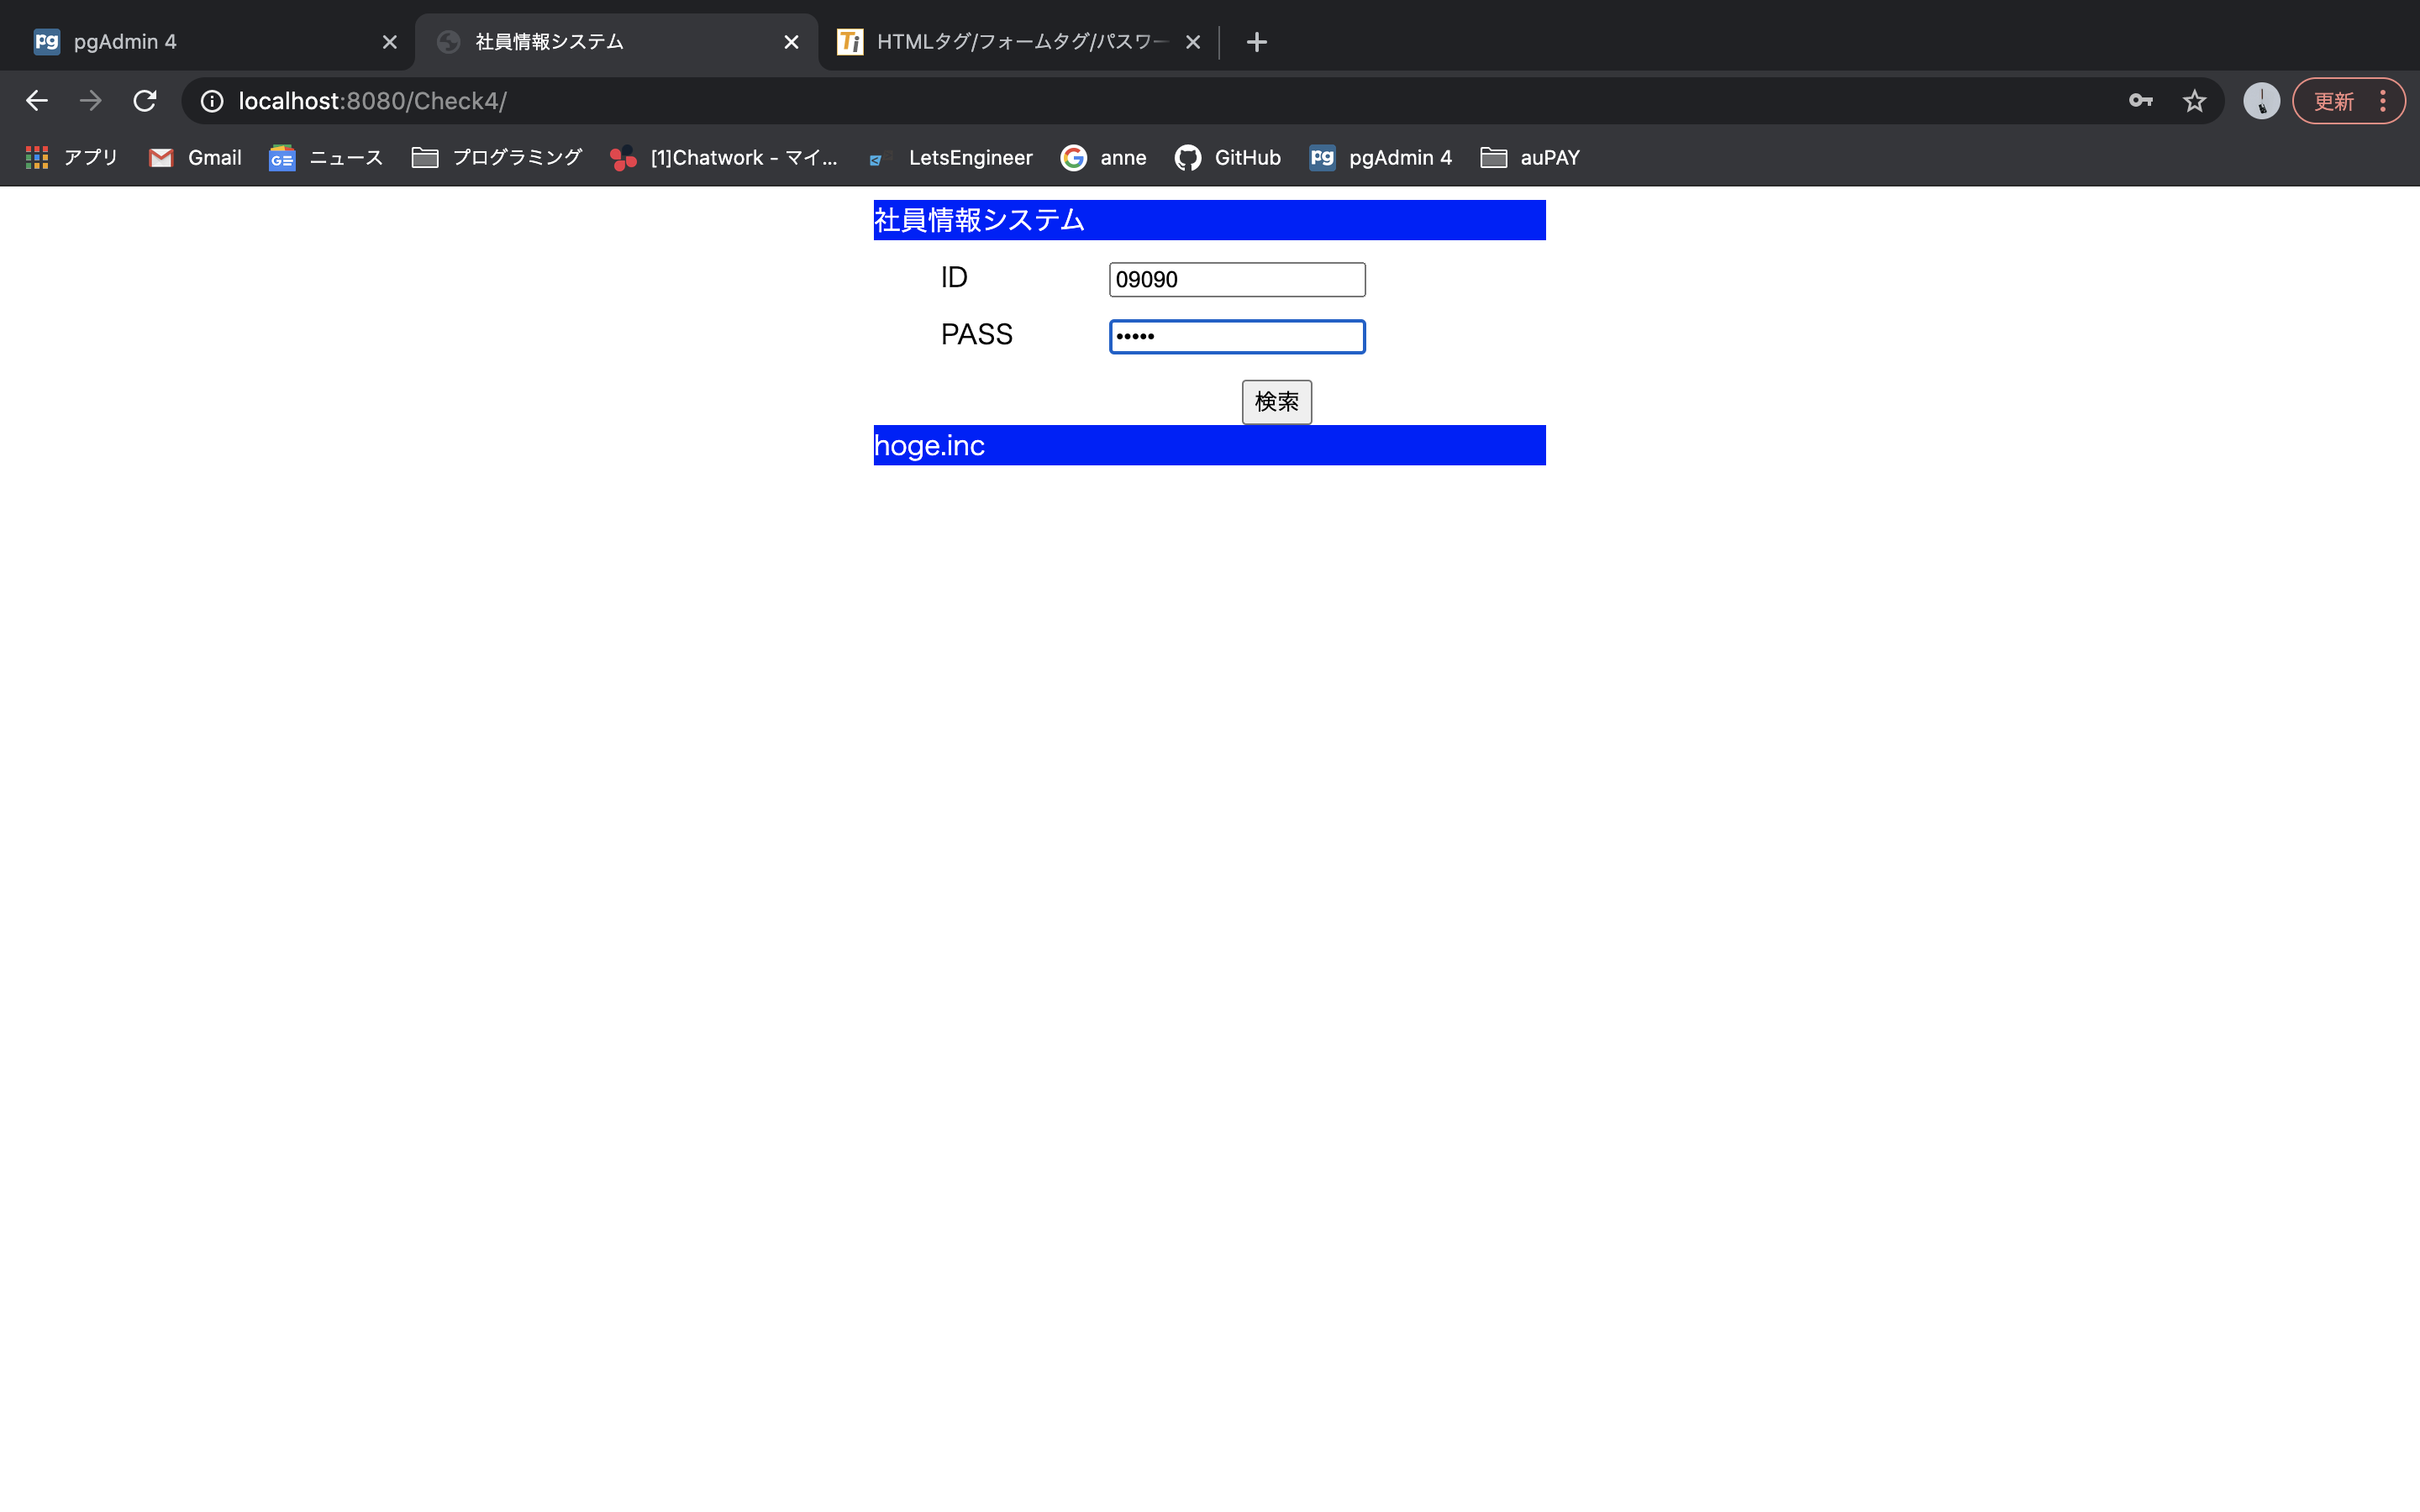 pgAdmin 4
社員情報システム
HTMLタグ/フォームタグ/パスワー
localhost:8080/Check4/
更新
アプリ
Gmail
ニュース
プログラミング
[1]Chatwork - マイ...
LetsEngineer
anne
GitHub
pgAdmin 4
auPAY
社員情報システム
ID
09090
PASS
•••••
検索
hoge.inc